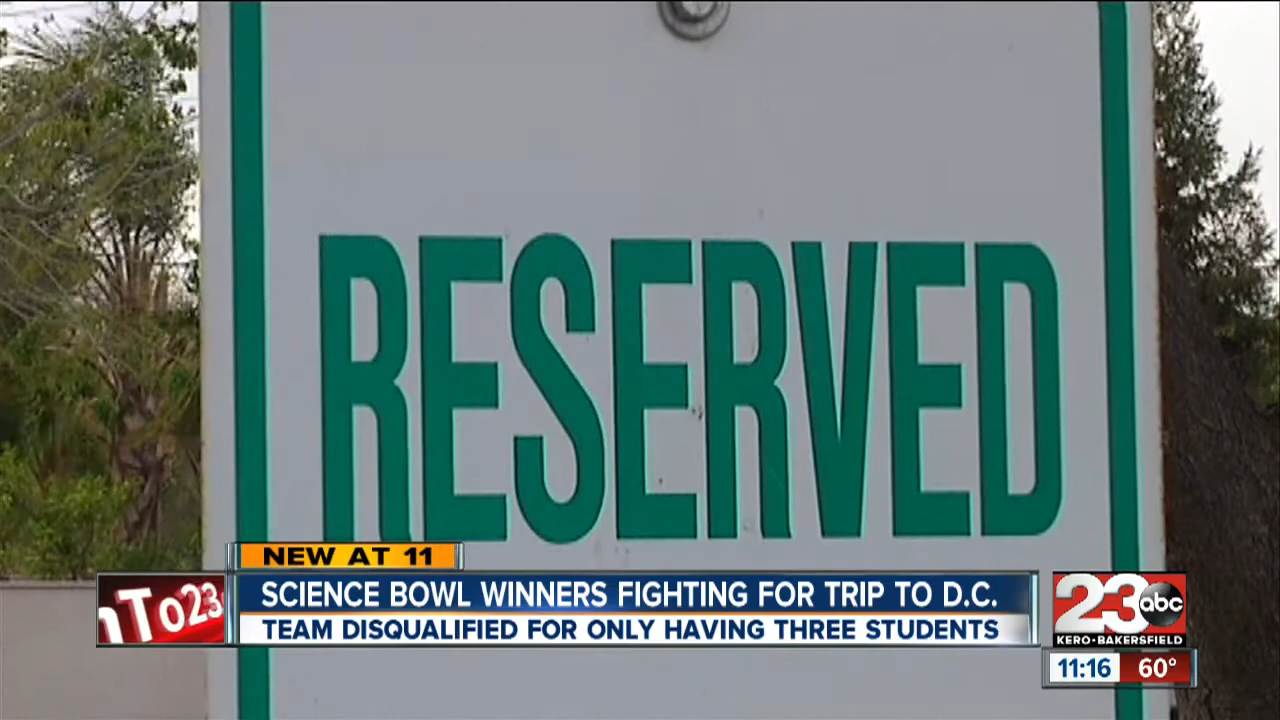 RESERVED
NEW AT 11
SCIENCE BOWL WINNERS FIGHTING FOR TRIP TO D.C.
TEAM DISQUALIFIED FOR ONLY HAVING THREE STUDENTS
23 abc
KERO-BAKERSFIELD
11:16 60°